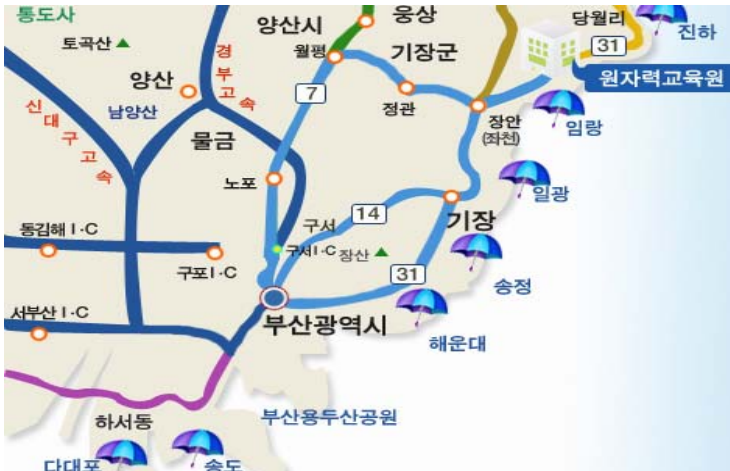 통도사
양산시
웅상
당월리
진하
토곡산
월평
기장군
31
경부고속
원자력교육원
양산
7
정관
신대구고속
남양산
장안
(좌천)
임랑
물금
노포
일광
14
기장
구서
동김해 I·C
구서 I·C
장산
구포 I·C
31
송정
서부산 I·C
부산광역시
해운대
하서동
부산용두산공원
다대포
송도